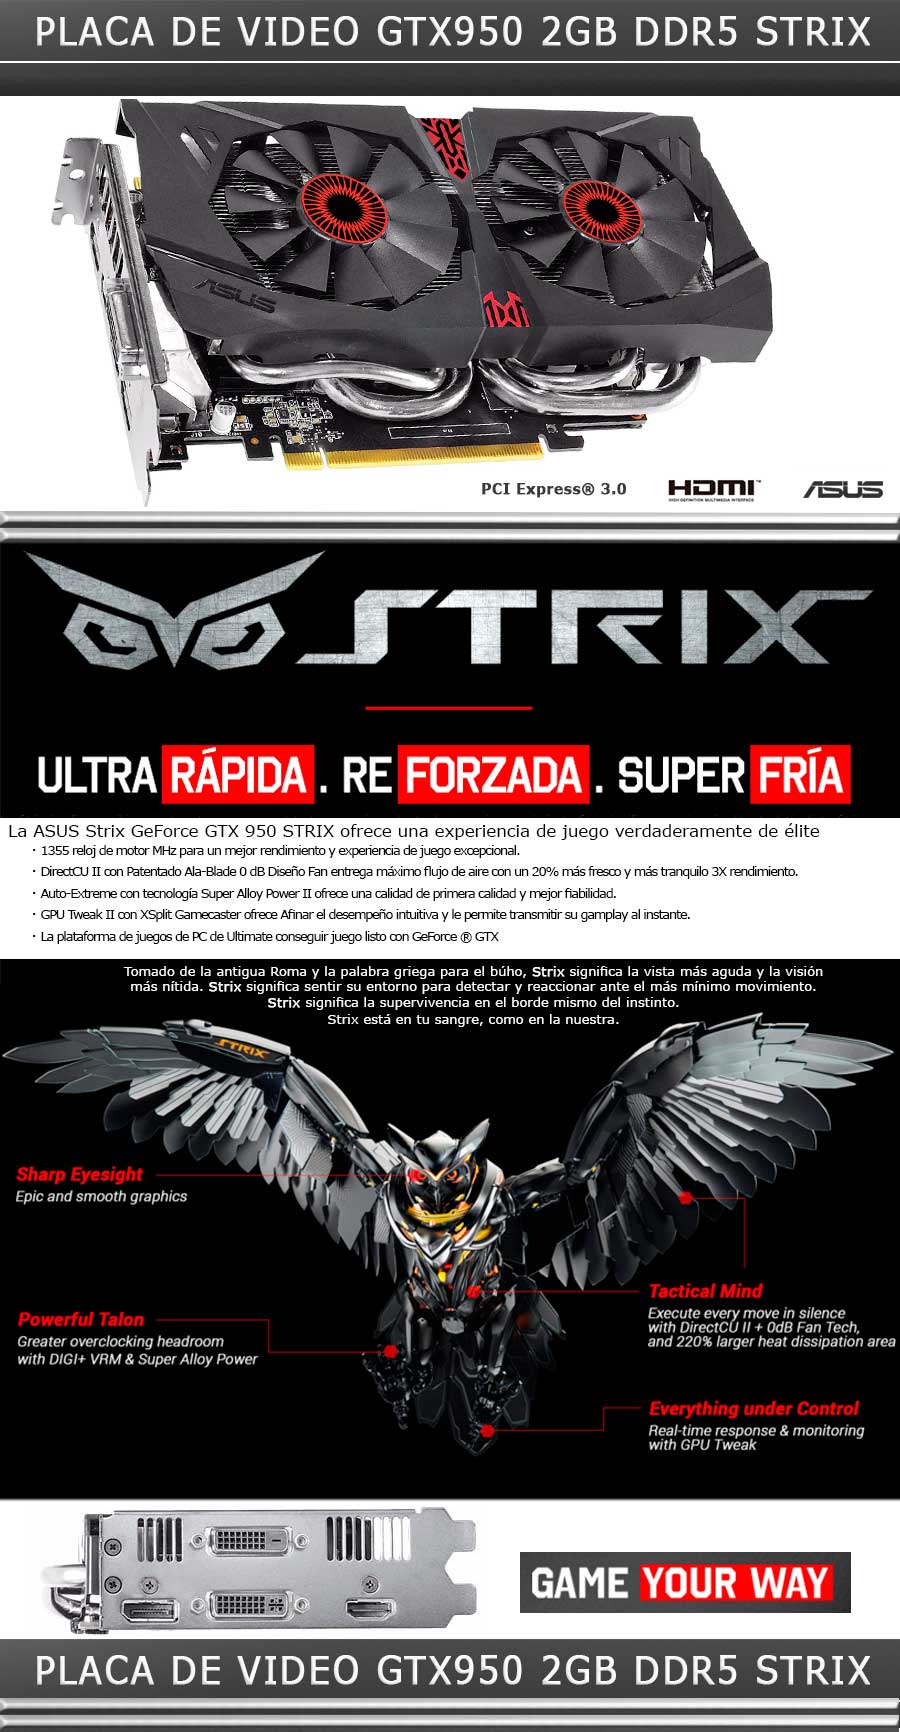 PLACA DE VIDEO GTX950 2GB DDR5 STRIX
ASUS
PCI Express® 3.0
HDMI™
HIGH DEFINITION MULTIMEDIA INTERFACE
ASUS
STRIX
ULTRA RÁPIDA . RE FORZADA . SUPER FRÍA
La ASUS Strix GeForce GTX 950 STRIX ofrece una experiencia de juego verdaderamente de élite
· 1355 reloj de motor MHz para un mejor rendimiento y experiencia de juego excepcional.
· DirectCU II con Patentado Ala-Blade 0 dB Diseño Fan entrega máximo flujo de aire con un 20% más fresco y más tranquilo 3X rendimiento.
· Auto-Extreme con tecnología Super Alloy Power II ofrece una calidad de primera calidad y mejor fiabilidad.
· GPU Tweak II con XSplit Gamecaster ofrece Afinar el desempeño intuitiva y le permite transmitir su gamplay al instante.
· La plataforma de juegos de PC de Ultimate conseguir juego listo con GeForce ® GTX
Tomado de la antigua Roma y la palabra griega para el búho, Strix significa la vista más aguda y la visión
más nítida. Strix significa sentir su entorno para detectar y reaccionar ante el más mínimo movimiento.
Strix significa la supervivencia en el borde mismo del instinto.
Strix está en tu sangre, como en la nuestra.
STRIX
Sharp Eyesight
Epic and smooth graphics
Tactical Mind
Execute every move in silence
with DirectCU II + 0dB Fan Tech,
and 220% larger heat dissipation area
Powerful Talon
Greater overclocking headroom
with DIGI+ VRM & Super Alloy Power
Everything under Control
Real-time response & monitoring
with GPU Tweak
GAME YOUR WAY
PLACA DE VIDEO GTX950 2GB DDR5 STRIX